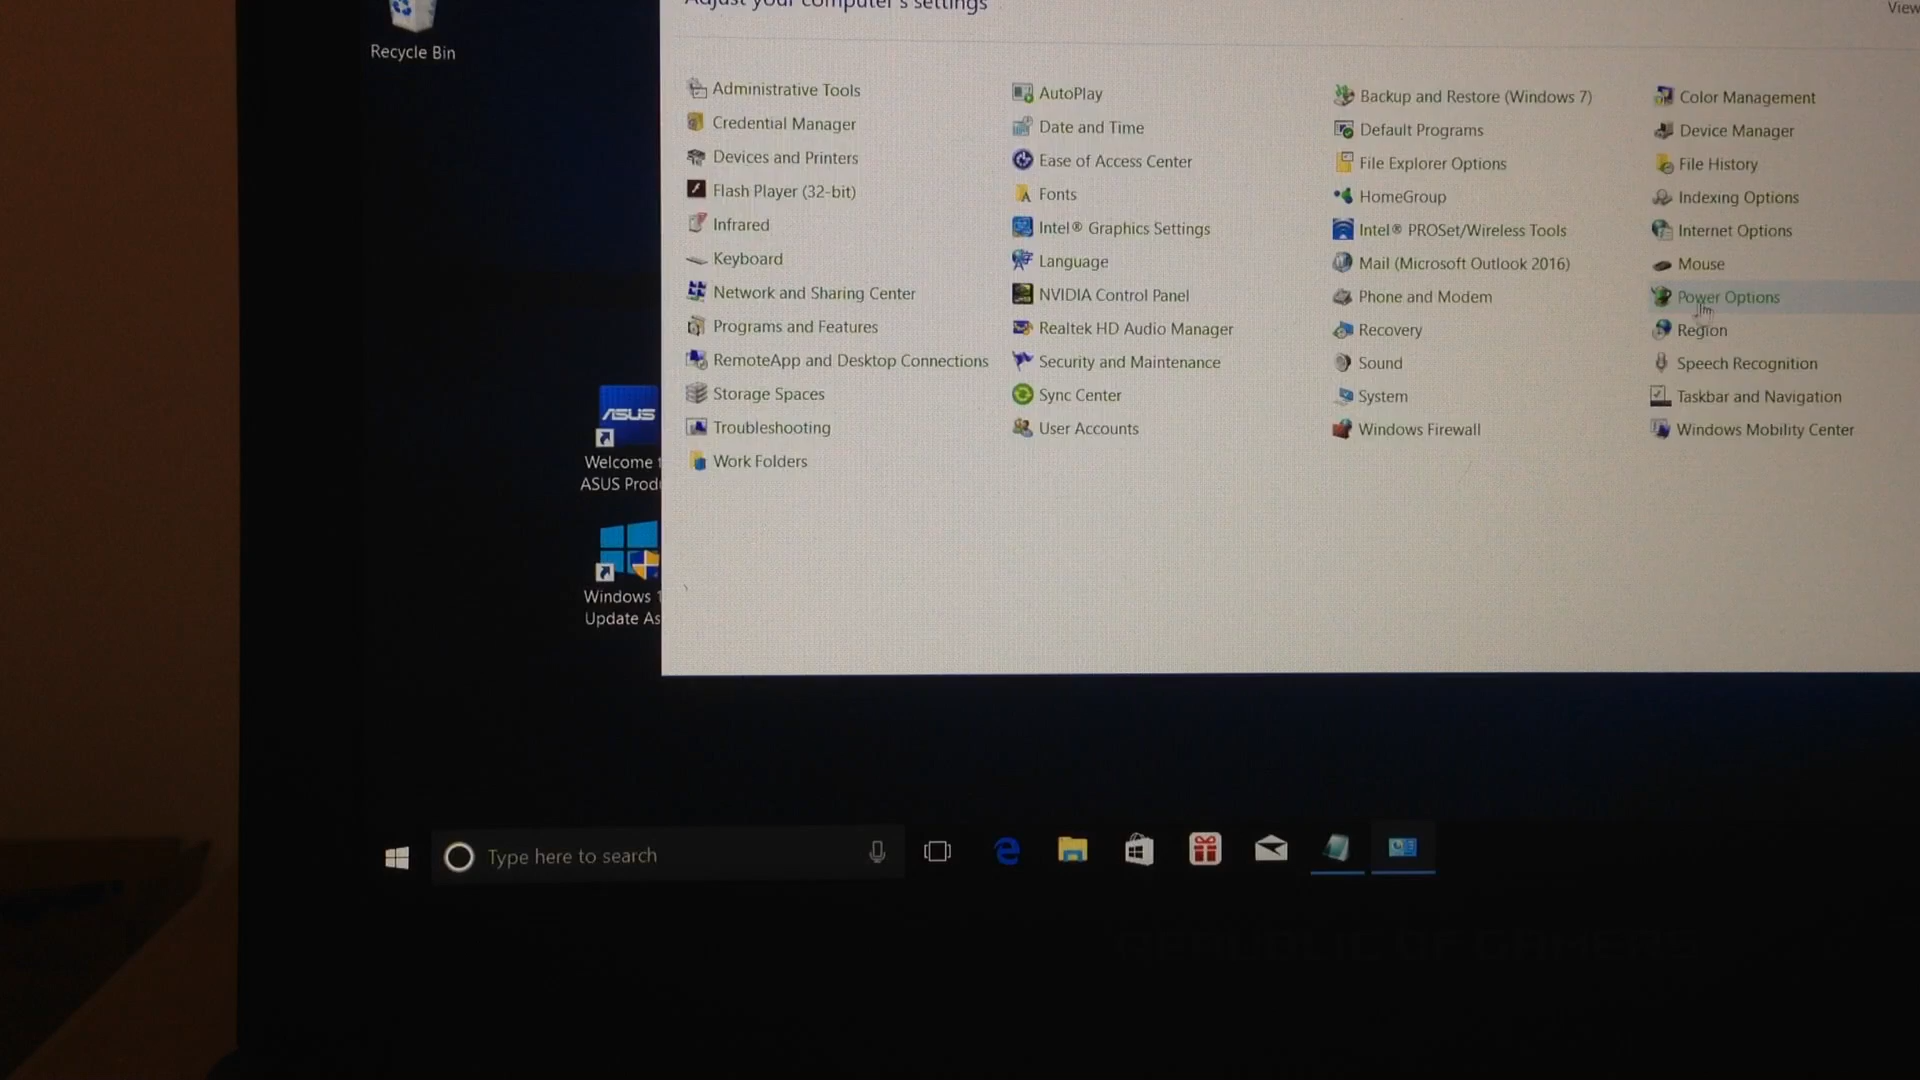 Adjust your computer's settings
View
Recycle Bin
Administrative Tools
AutoPlay
Backup and Restore (Windows 7)
Color Management
Credential Manager
Date and Time
Default Programs
Device Manager
Devices and Printers
Ease of Access Center
File Explorer Options
File History
Flash Player (32-bit)
Fonts
HomeGroup
Indexing Options
Infrared
Intel® Graphics Settings
Intel® PROSet/Wireless Tools
Internet Options
Keyboard
Language
Mail (Microsoft Outlook 2016)
Mouse
Network and Sharing Center
NVIDIA Control Panel
Phone and Modem
Power Options
Programs and Features
Realtek HD Audio Manager
Recovery
Region
RemoteApp and Desktop Connections
Security and Maintenance
Sound
Speech Recognition
Storage Spaces
Sync Center
System
Taskbar and Navigation
Troubleshooting
User Accounts
Windows Firewall
Windows Mobility Center
Work Folders
ASUS
Welcome t
ASUS Prod
Windows 1
Update As
Type here to search
REPUBLIC OF GAMERS